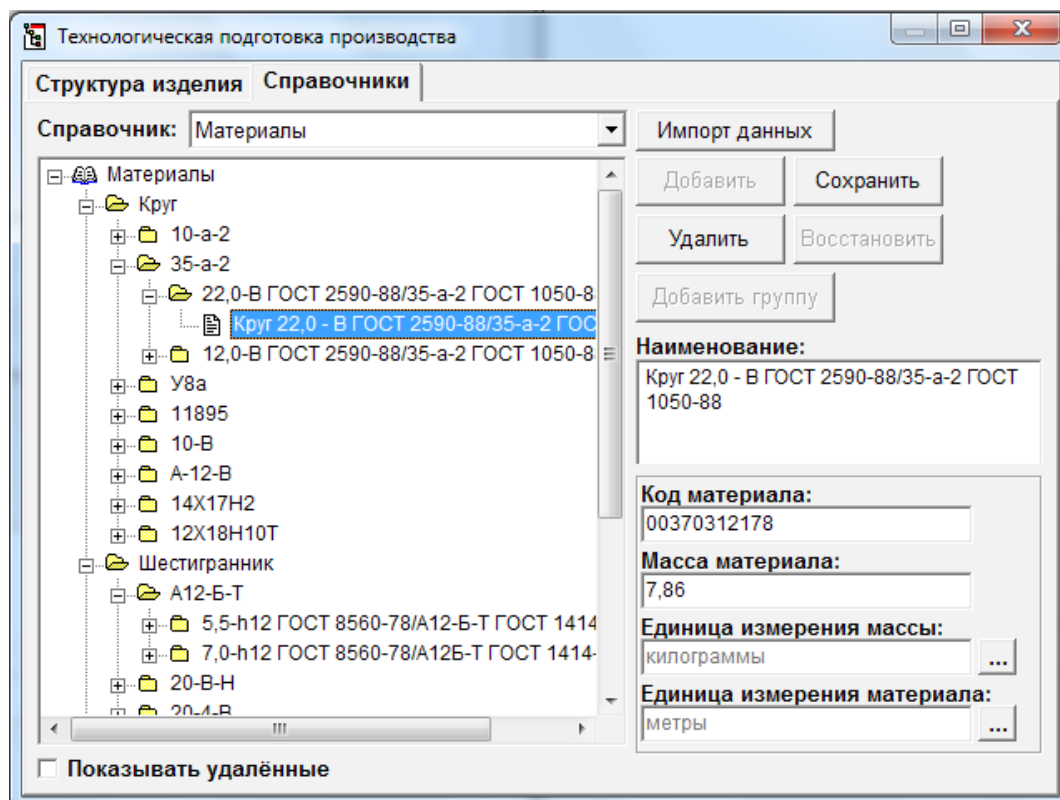 Технологическая подготовка производства
Структура изделия
Справочники
Справочник:
Материалы
Материалы
Круг
10-а-2
35-а-2
22,0-В ГОСТ 2590-88/35-а-2 ГОСТ 1050-8
Круг 22,0 - В ГОСТ 2590-88/35-а-2 ГОС
12,0-В ГОСТ 2590-88/35-а-2 ГОСТ 1050-8
У8а
11895
10-В
А-12-В
14Х17Н2
12Х18Н10Т
Шестигранник
А12-Б-Т
5,5-h12 ГОСТ 8560-78/А12-Б-Т ГОСТ 1414
7,0-h12 ГОСТ 8560-78/А12Б-Т ГОСТ 1414-
20-В-Н
20-4-В
Показывать удалённые
Импорт данных
Добавить
Сохранить
Удалить
Восстановить
Добавить группу
Наименование:
Круг 22,0 - В ГОСТ 2590-88/35-а-2 ГОСТ
1050-88
Код материала:
00370312178
Масса материала:
7,86
Единица измерения массы:
килограммы
...
Единица измерения материала:
метры
...